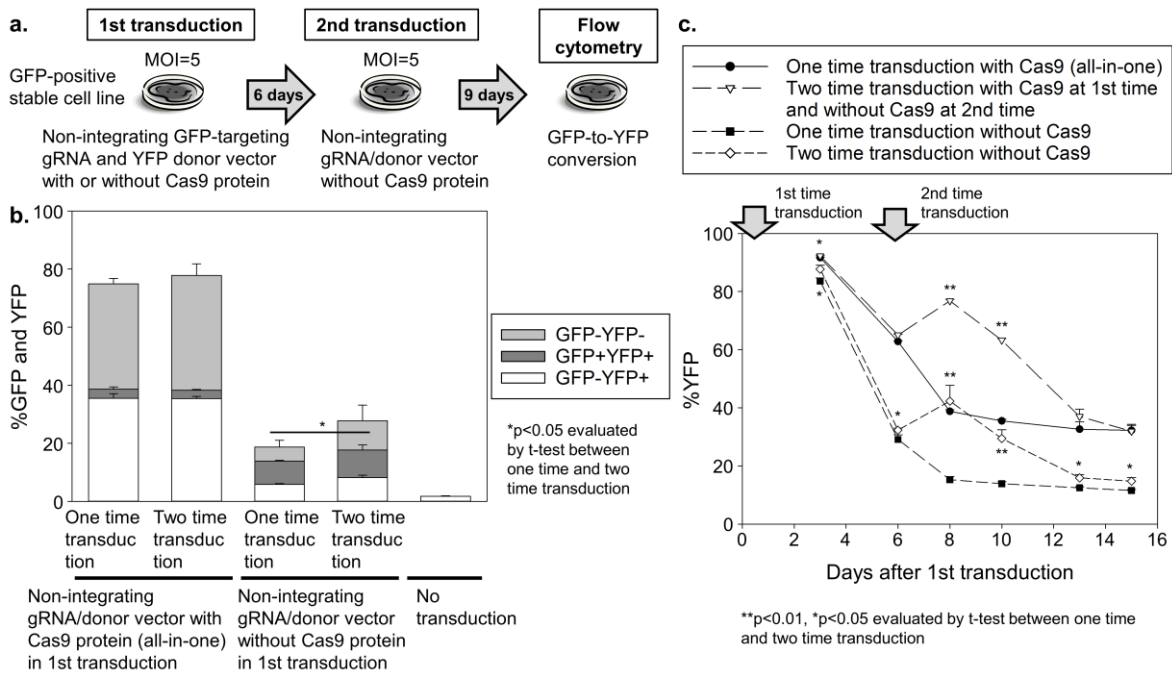 a.
1st transduction
2nd transduction
Flow
cytometry
MOI=5
MOI=5
GFP-positive
stable cell line
6 days
9 days
Non-integrating GFP-targeting
gRNA and YFP donor vector
with or without Cas9 protein
Non-integrating
gRNA/donor vector
without Cas9 protein
GFP-to-YFP
conversion
b.
100
80
60
40
20
0
%GFP and YFP
*
GFP-YFP-
GFP+YFP+
GFP-YFP+
*p<0.05 evaluated
by t-test between
one time and two
time transduction
One time
transduc
tion
Two time
transduc
tion
One time
transduc
tion
Two time
transduc
tion
Non-integrating
gRNA/donor vector with
Cas9 protein (all-in-one)
in 1st transduction
Non-integrating
gRNA/donor vector
without Cas9 protein
in 1st transduction
No
transduction
c.
One time transduction with Cas9 (all-in-one)
Two time transduction with Cas9 at 1st time
and without Cas9 at 2nd time
One time transduction without Cas9
Two time transduction without Cas9
1st time
transduction
2nd time
transduction
100
80
60
40
20
0
%YFP
*
*
*
**
**
**
**
*
*
0
2
4
6
8
10
12
14
16
Days after 1st transduction
**p<0.01, *p<0.05 evaluated by t-test between one time
and two time transduction